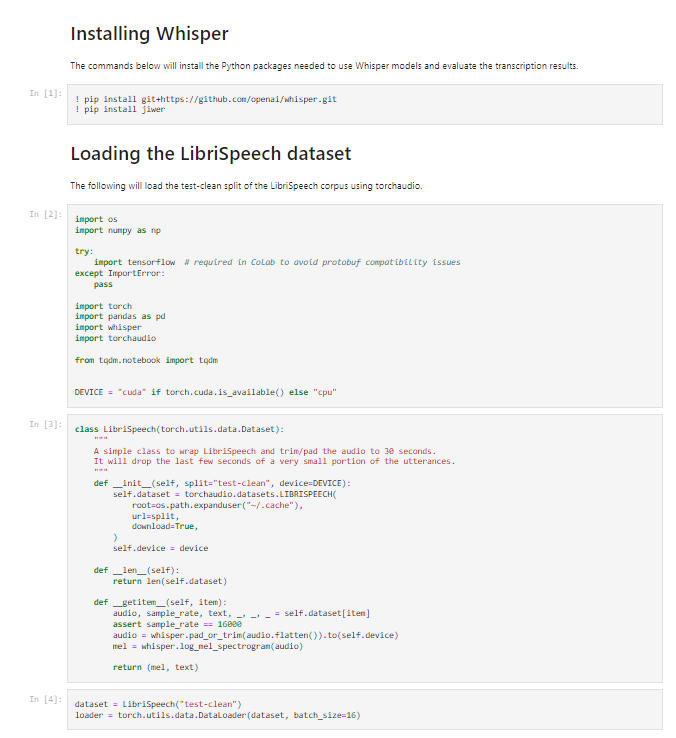 Installing Whisper
The commands below will install the Python packages needed to use Whisper models and evaluate the transcription results.
In [1]:
! pip install git+https://github.com/openai/whisper.git
! pip install jiwer
Loading the LibriSpeech dataset
The following will load the test-clean split of the LibriSpeech corpus using torchaudio.
In [2]:
import os
import numpy as np
try:
    import tensorflow  # required in Colab to avoid protobuf compatibility issues
except ImportError:
    pass
import torch
import pandas as pd
import whisper
import torchaudio
from tqdm.notebook import tqdm
DEVICE = "cuda" if torch.cuda.is_available() else "cpu"
In [3]:
class LibriSpeech(torch.utils.data.Dataset):
    """
    A simple class to wrap LibriSpeech and trim/pad the audio to 30 seconds.
    It will drop the last few seconds of a very small portion of the utterances.
    """
    def __init__(self, split="test-clean", device=DEVICE):
        self.dataset = torchaudio.datasets.LIBRISPEECH(
            root=os.path.expanduser("~/.cache"),
            url=split,
            download=True,
        )
        self.device = device
    def __len__(self):
        return len(self.dataset)
    def __getitem__(self, item):
        audio, sample_rate, text, _, _, _ = self.dataset[item]
        assert sample_rate == 16000
        audio = whisper.pad_or_trim(audio.flatten()).to(self.device)
        mel = whisper.log_mel_spectrogram(audio)
        return (mel, text)
In [4]:
dataset = LibriSpeech("test-clean")
loader = torch.utils.data.DataLoader(dataset, batch_size=16)